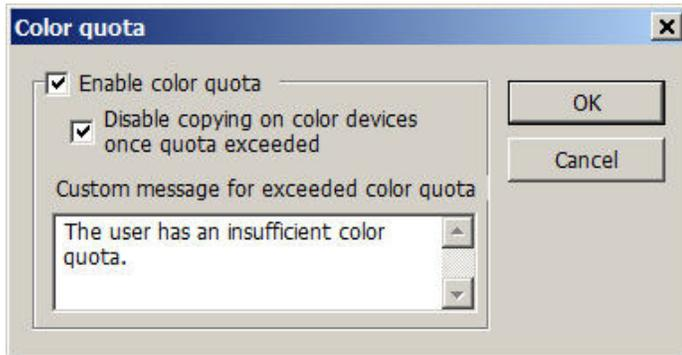 Color quota
Enable color quota
Disable copying on color devices
once quota exceeded
OK
Cancel
Custom message for exceeded color quota
The user has an insufficient color
quota.